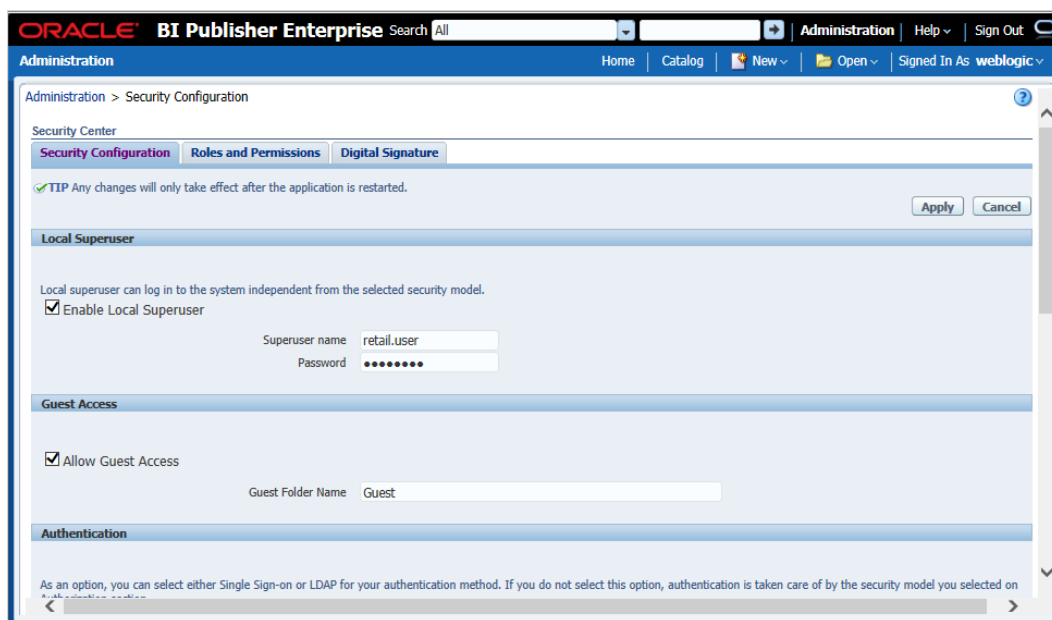 ORACLE BI Publisher Enterprise Search All Administration Help Sign Out
Administration Home Catalog New Open Signed In As weblogic
Administration > Security Configuration
Security Center
Security Configuration Roles and Permissions Digital Signature
TIP Any changes will only take effect after the application is restarted.
Apply Cancel
Local Superuser
Local superuser can log in to the system independent from the selected security model.
Enable Local Superuser
Superuser name retail.user
Password ••••••••
Guest Access
Allow Guest Access
Guest Folder Name Guest
Authentication
As an option, you can select either Single Sign-on or LDAP for your authentication method. If you do not select this option, authentication is taken care of by the security model you selected on